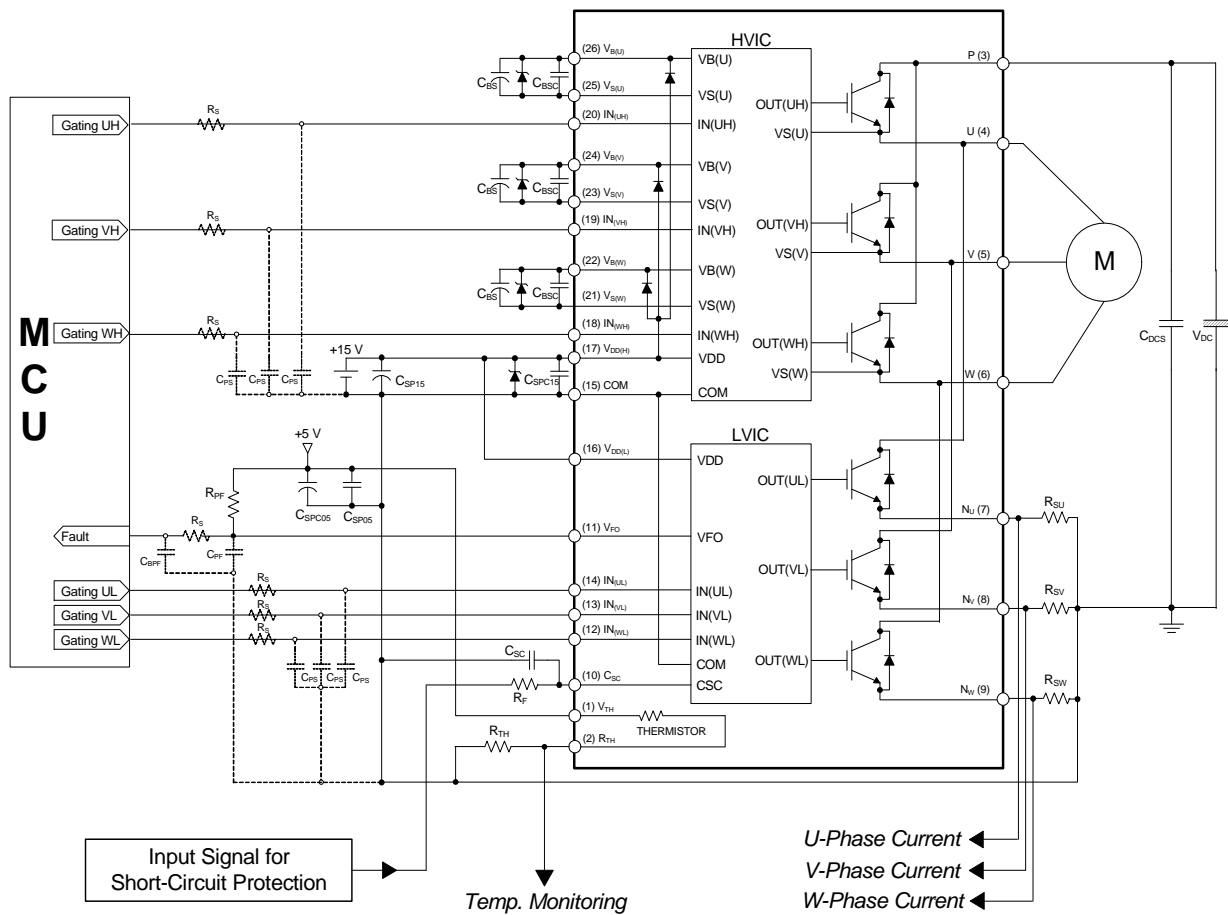 HVIC
P (3)
(26) VB(U)
VB(U)
CBS
CBSC
(25) VS(U)
VS(U)
OUT(UH)
RS
Gating UH
(20) IN(UH)
IN(UH)
VS(U)
U (4)
(24) VB(V)
VB(V)
CBS
CBSC
(23) VS(V)
VS(V)
RS
Gating VH
(19) IN(VH)
IN(VH)
OUT(VH)
VS(V)
V (5)
M
(22) VB(W)
VB(W)
CBS
CBSC
(21) VS(W)
VS(W)
RS
Gating WH
(18) IN(WH)
IN(WH)
OUT(WH)
CDCS
VDC
M
C
U
+15 V
(17) VDD(H)
VDD
CPS
CPS
CPS
CSP15
CSPC15
VS(W)
W (6)
(15) COM
COM
+5 V
LVIC
(16) VDD(L)
VDD
RPF
OUT(UL)
CSPC05
CSP05
NU (7)
RSU
RS
Fault
(11) VFO
VFO
CBPF
CPF
OUT(VL)
RS
Gating UL
(14) IN(UL)
IN(UL)
RS
Gating VL
(13) IN(VL)
IN(VL)
NV (8)
RSV
RS
Gating WL
(12) IN(WL)
IN(WL)
CSC
COM
OUT(WL)
CPS
CPS
CPS
RF
(10) CSC
CSC
NW (9)
RSW
(1) VTH
THERMISTOR
RTH
(2) RTH
U-Phase Current
Input Signal for
Short-Circuit Protection
V-Phase Current
Temp. Monitoring
W-Phase Current